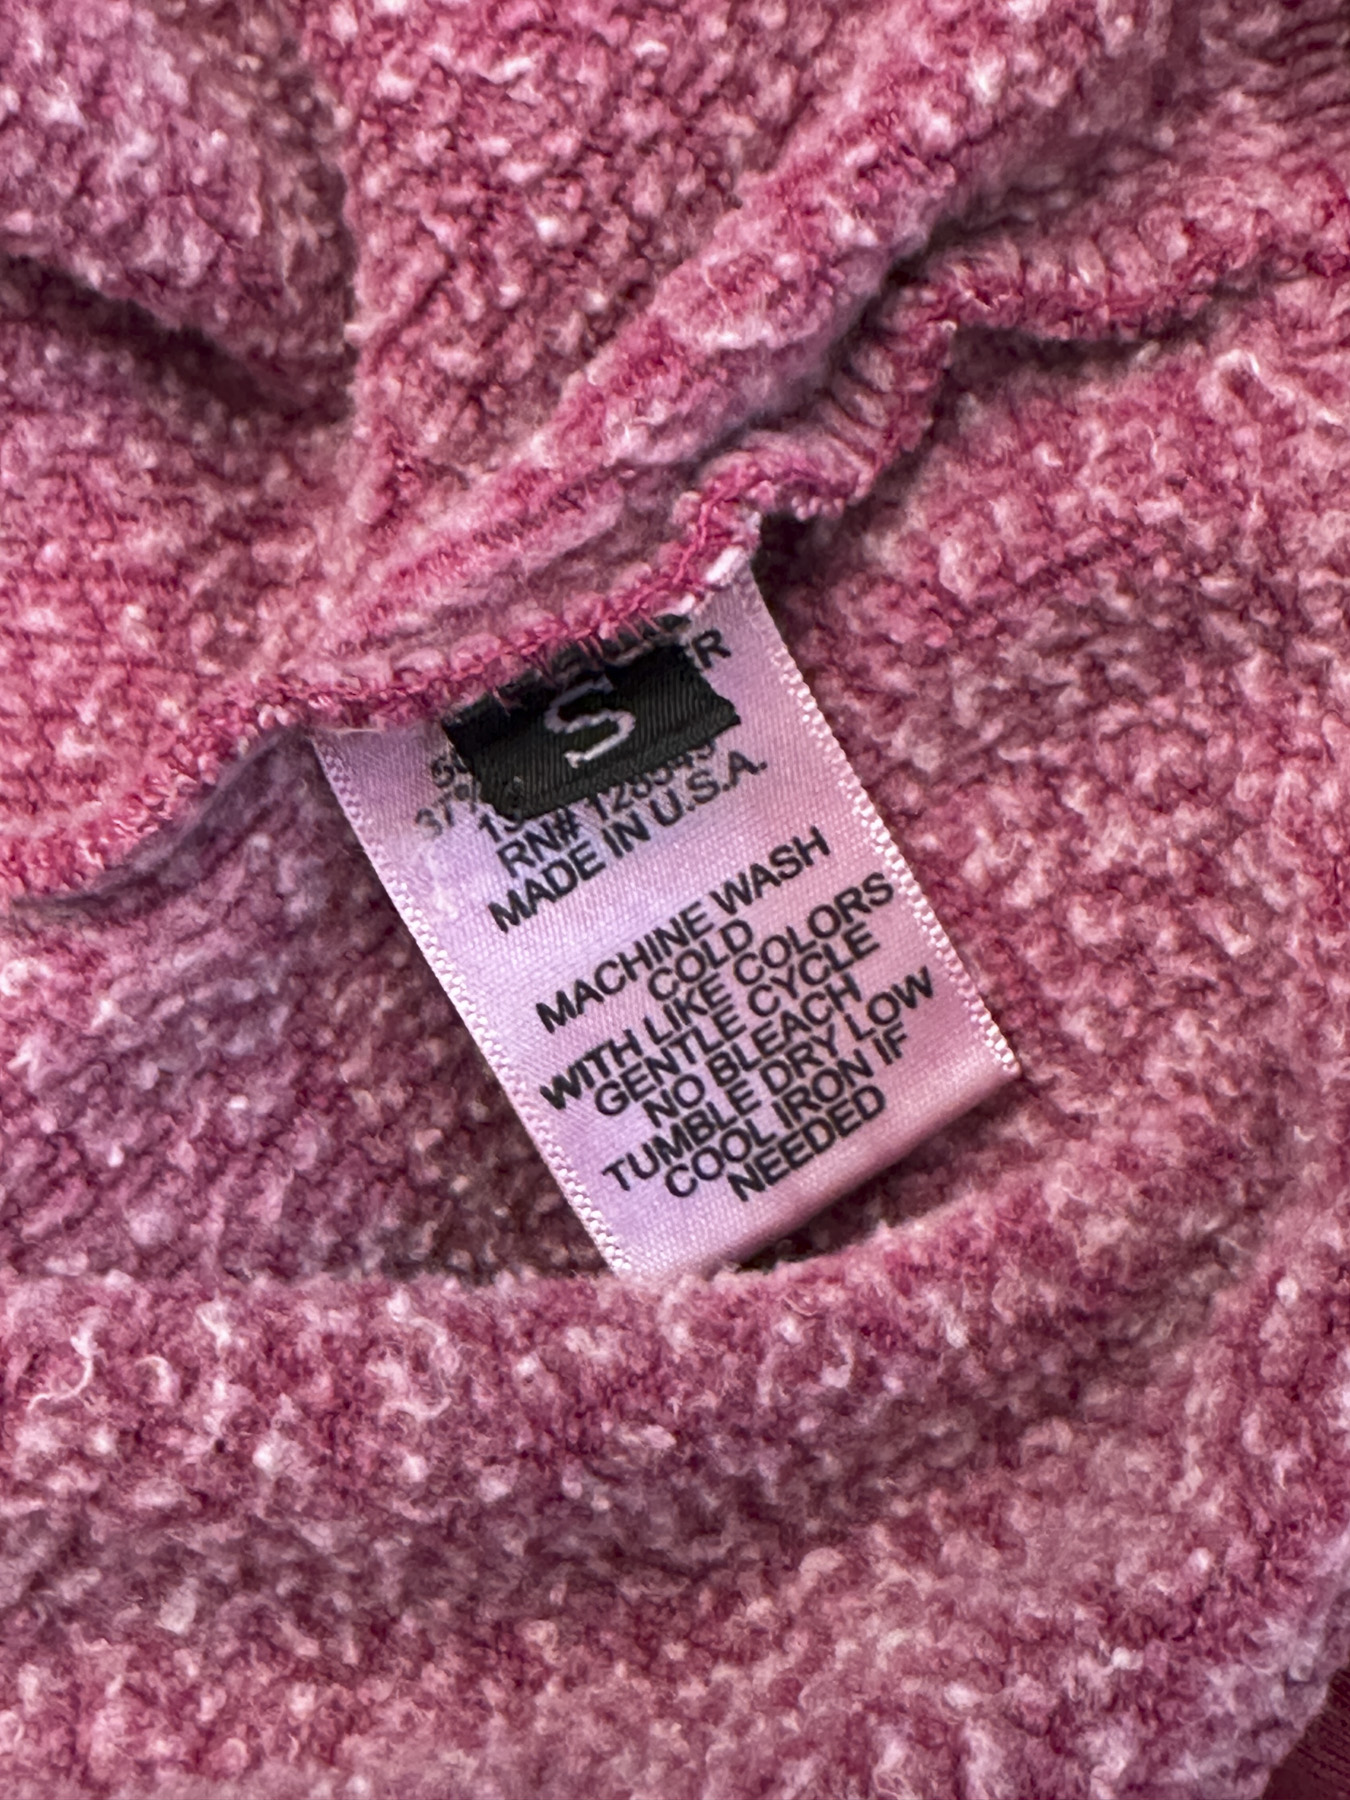 S
37%
RN# 128549
MADE IN U.S.A.
MACHINE WASH
COLD
WITH LIKE COLORS
GENTLE CYCLE
NO BLEACH
TUMBLE DRY LOW
COOL IRON IF
NEEDED